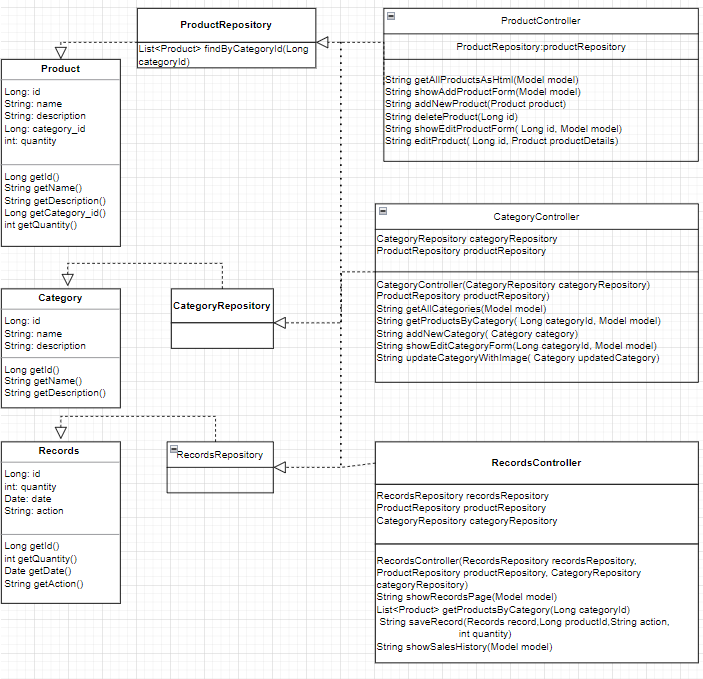 ProductRepository
List<Product> findByCategoryId(Long
categoryId)
ProductController
ProductRepository:productRepository
String getAllProductsAsHtml(Model model)
String showAddProductForm(Model model)
String addNewProduct(Product product)
String deleteProduct(Long id)
String showEditProductForm( Long id, Model model)
String editProduct( Long id, Product productDetails)
Product
Long: id
String: name
String: description
Long: category_id
int: quantity
Long getId()
String getName()
String getDescription()
Long getCategory_id()
int getQuantity()
CategoryController
CategoryRepository categoryRepository
ProductRepository productRepository
CategoryController(CategoryRepository categoryRepository)
ProductRepository productRepository)
String getAllCategories(Model model)
String getProductsByCategory( Long categoryId, Model model)
String addNewCategory( Category category)
String showEditCategoryForm(Long categoryId, Model model)
String updateCategoryWithImage( Category updatedCategory)
Category
Long: id
String: name
String: description
Long getId()
String getName()
String getDescription()
CategoryRepository
Records
Long: id
int: quantity
Date: date
String: action
Long getId()
int getQuantity()
Date getDate()
String getAction()
RecordsRepository
RecordsController
RecordsRepository recordsRepository
ProductRepository productRepository
CategoryRepository categoryRepository
RecordsController(RecordsRepository recordsRepository,
ProductRepository productRepository, CategoryRepository
categoryRepository)
String showRecordsPage(Model model)
List<Product> getProductsByCategory(Long categoryId)
String saveRecord(Records record,Long productId,String action,
int quantity)
String showSalesHistory(Model model)